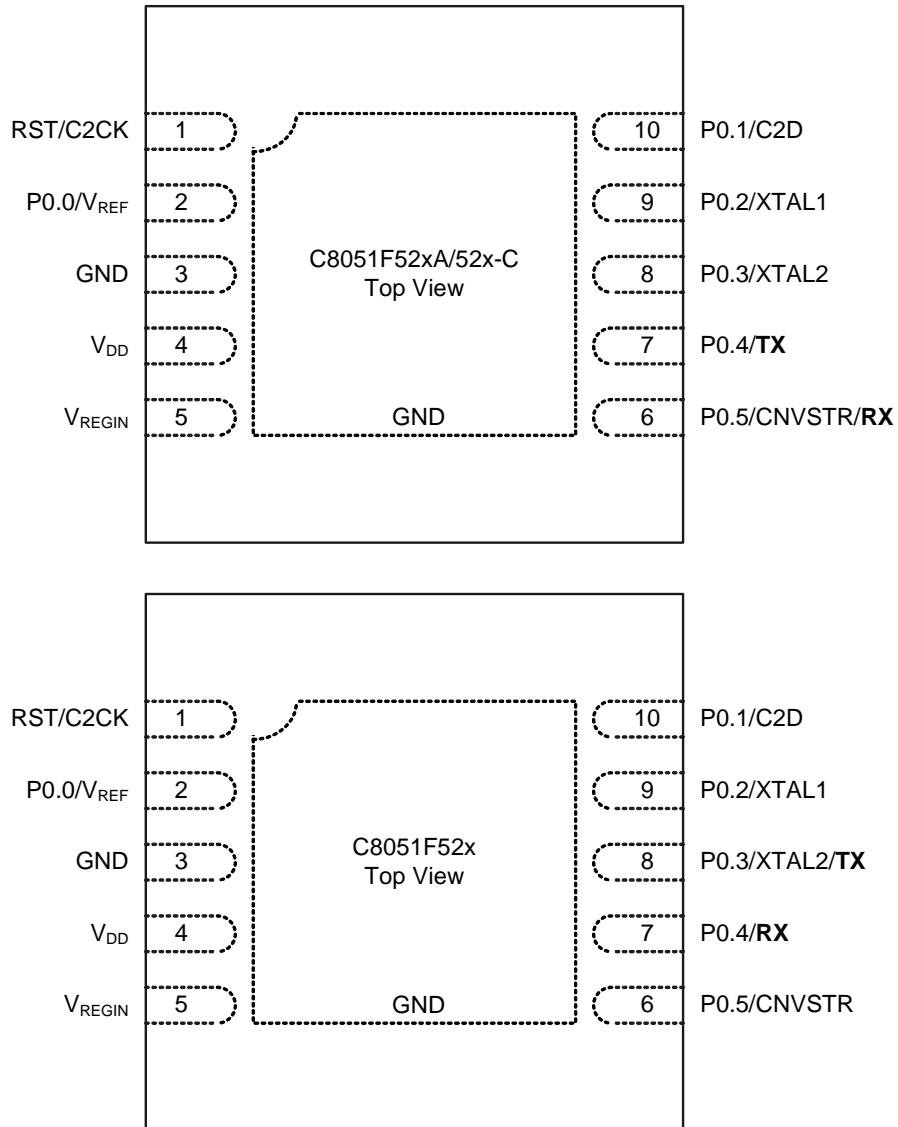 RST/C2CK 1 10 P0.1/C2D
P0.0/VREF 2 9 P0.2/XTAL1
GND 3 C8051F52xA/52x-C 8 P0.3/XTAL2
Top View
VDD 4 7 P0.4/TX
VREGIN 5 GND 6 P0.5/CNVSTR/RX
RST/C2CK 1 10 P0.1/C2D
P0.0/VREF 2 9 P0.2/XTAL1
GND 3 C8051F52x 8 P0.3/XTAL2/TX
Top View
VDD 4 7 P0.4/RX
VREGIN 5 GND 6 P0.5/CNVSTR